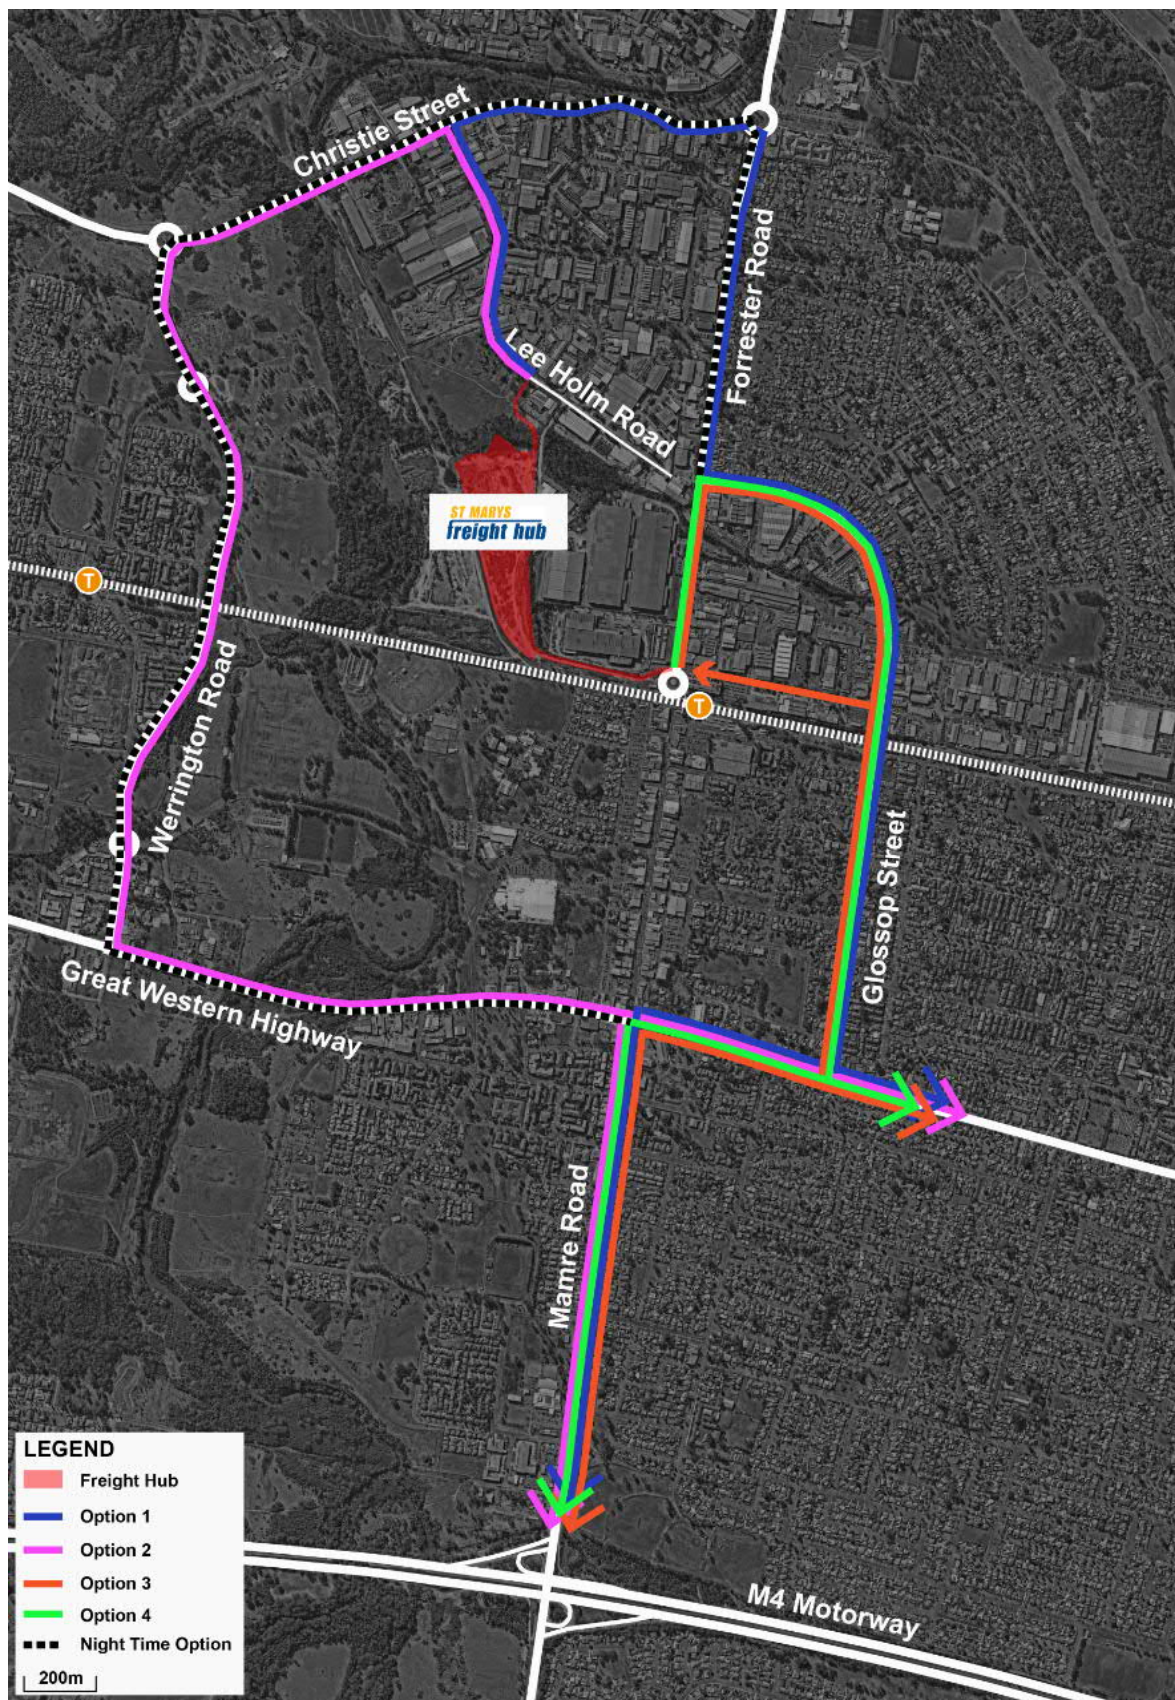 Christie Street
Forrester Road
Lee Holm Road
ST MARYS
freight hub
T
T
Werrington Road
Glossop Street
Great Western Highway
Mamre Road
M4 Motorway
LEGEND
Freight Hub
Option 1
Option 2
Option 3
Option 4
Night Time Option
200m